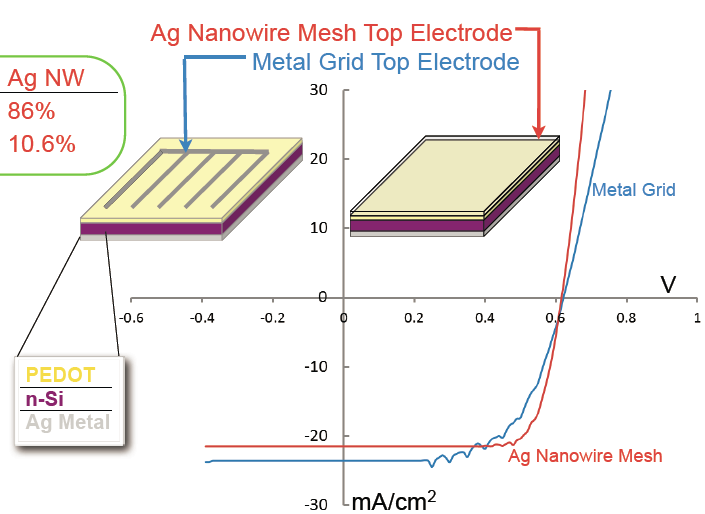 Ag Nanowire Mesh Top Electrode
Metal Grid Top Electrode
Ag NW
86%
10.6%
30
20
10
0
-10
-20
-30
Metal Grid
V
-0.6
-0.4
-0.2
0
0.2
0.4
0.6
0.8
1
PEDOT
n-Si
Ag Metal
Ag Nanowire Mesh
mA/cm²